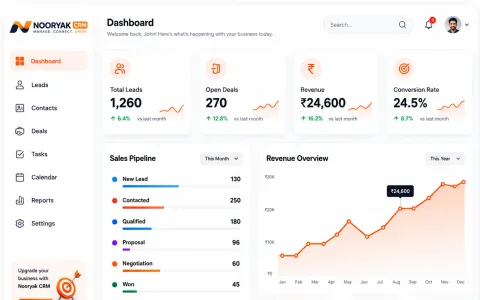 NOORYAK CRM
MANAGE. CONNECT. GROW.
Dashboard
Leads
Contacts
Deals
Tasks
Calendar
Reports
Settings
Upgrade your
business with
Nooryak CRM
Dashboard
Welcome back, John! Here's what's happening with your business today.
Search...
Total Leads
1,260
6.4% vs last month
Open Deals
270
12.8% vs last month
Revenue
₹24,600
16.2% vs last month
Conversion Rate
24.5%
8.7% vs last month
Sales Pipeline
This Month
New Lead 130
Contacted 250
Qualified 180
Proposal 96
Negotiation 60
Won 45
Revenue Overview
This Year
₹30K
₹20K
₹10K
₹0
₹24,600
Jan Feb Mar Apr May Jun Jul Aug Sep Oct Nov Dec